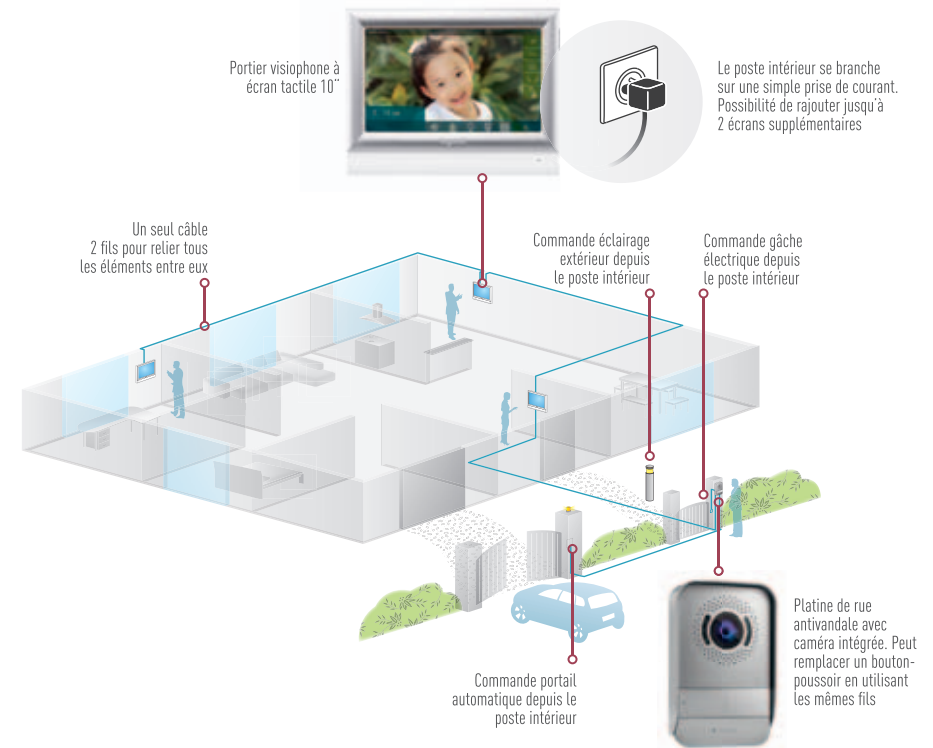 Portier visiophone à
écran tactile 10¨
Le poste intérieur se branche
sur une simple prise de courant.
Possibilité de rajouter jusqu'à
2 écrans supplémentaires
Un seul câble
2 fils pour relier tous
les éléments entre eux
Commande éclairage
extérieur depuis
le poste intérieur
Commande gâche
électrique depuis
le poste intérieur
Platine de rue
antivandale avec
caméra intégrée. Peut
remplacer un bouton-
poussoir en utilisant
les mêmes fils
Commande portail
automatique depuis le
poste intérieur